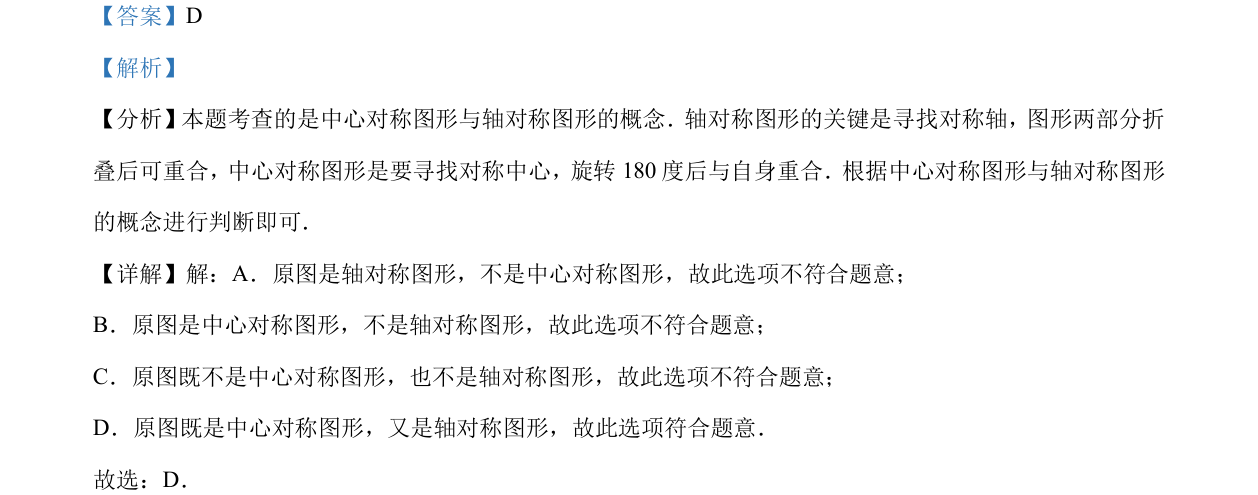 【答案】D
【解析】
【分析】本题考查的是中心对称图形与轴对称图形的概念．轴对称图形的关键是寻找对称轴，图形两部分折
叠后可重合，中心对称图形是要寻找对称中心，旋转 180 度后与自身重合．根据中心对称图形与轴对称图形
的概念进行判断即可．
【详解】解：A．原图是轴对称图形，不是中心对称图形，故此选项不符合题意；
B．原图是中心对称图形，不是轴对称图形，故此选项不符合题意；
C．原图既不是中心对称图形，也不是轴对称图形，故此选项不符合题意；
D．原图既是中心对称图形，又是轴对称图形，故此选项符合题意．
故选：D．